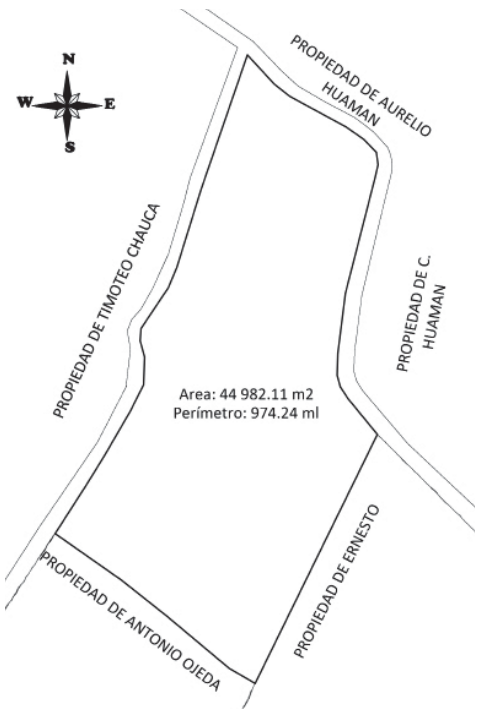 N
W E
S
PROPIEDAD DE AURELIO
HUAMAN
PROPIEDAD DE TIMOTEO CHAUCA
PROPIEDAD DE C.
HUAMAN
Area: 44 982.11 m2
Perímetro: 974.24 ml
PROPIEDAD DE ERNESTO
PROPIEDAD DE ANTONIO OJEDA